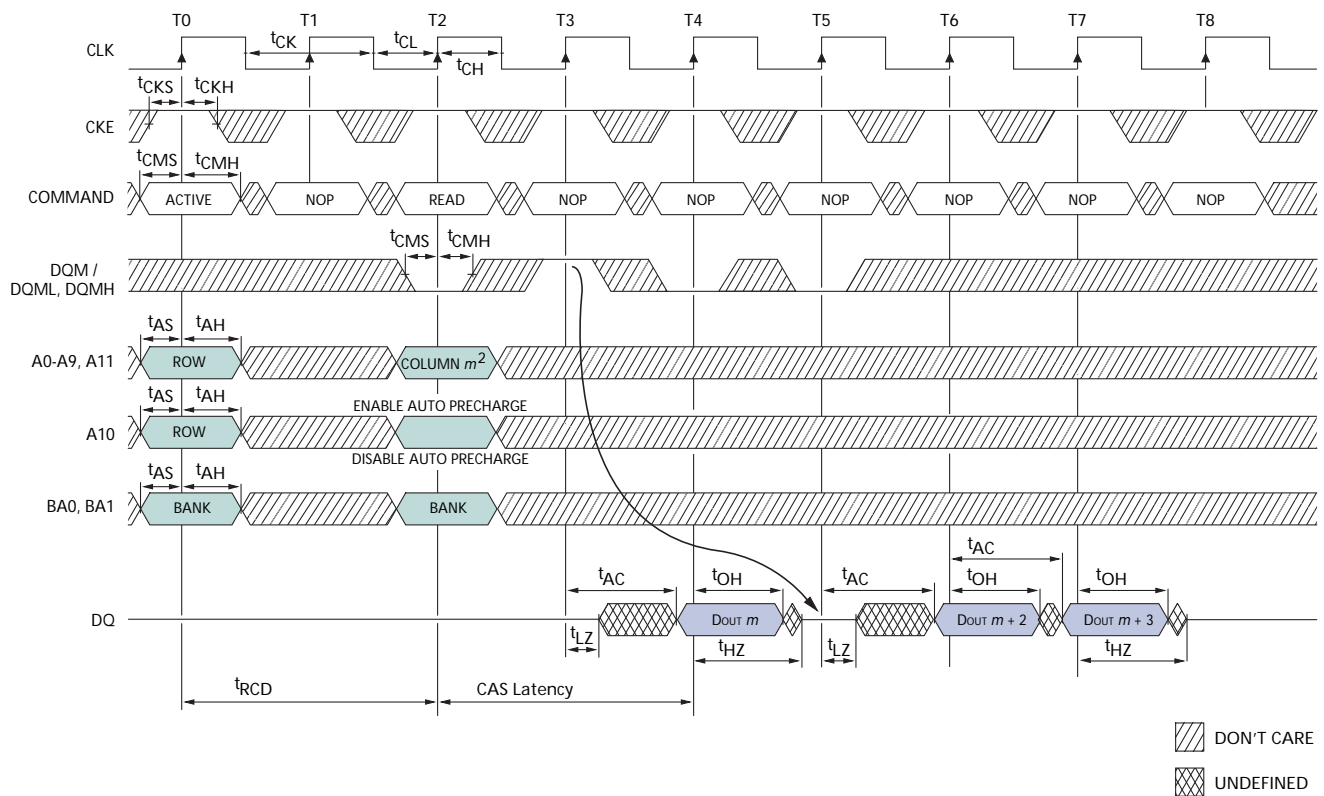 T0 T1 T2 T3 T4 T5 T6 T7 T8
CLK
tCK tCL
tCH
tCKS tCKH
CKE
tCMS tCMH
COMMAND ACTIVE NOP READ NOP NOP NOP NOP NOP NOP
tCMS tCMH
DQM /
DQML, DQMH
tAS tAH
A0-A9, A11 ROW COLUMN m2
tAS tAH ENABLE AUTO PRECHARGE
A10 ROW
DISABLE AUTO PRECHARGE
tAS tAH
BA0, BA1 BANK BANK
tAC
tAC tOH tAC tOH tOH
DQ DOUT m DOUT m + 2 DOUT m + 3
tLZ tHZ tLZ tHZ
tRCD CAS Latency
DON'T CARE
UNDEFINED